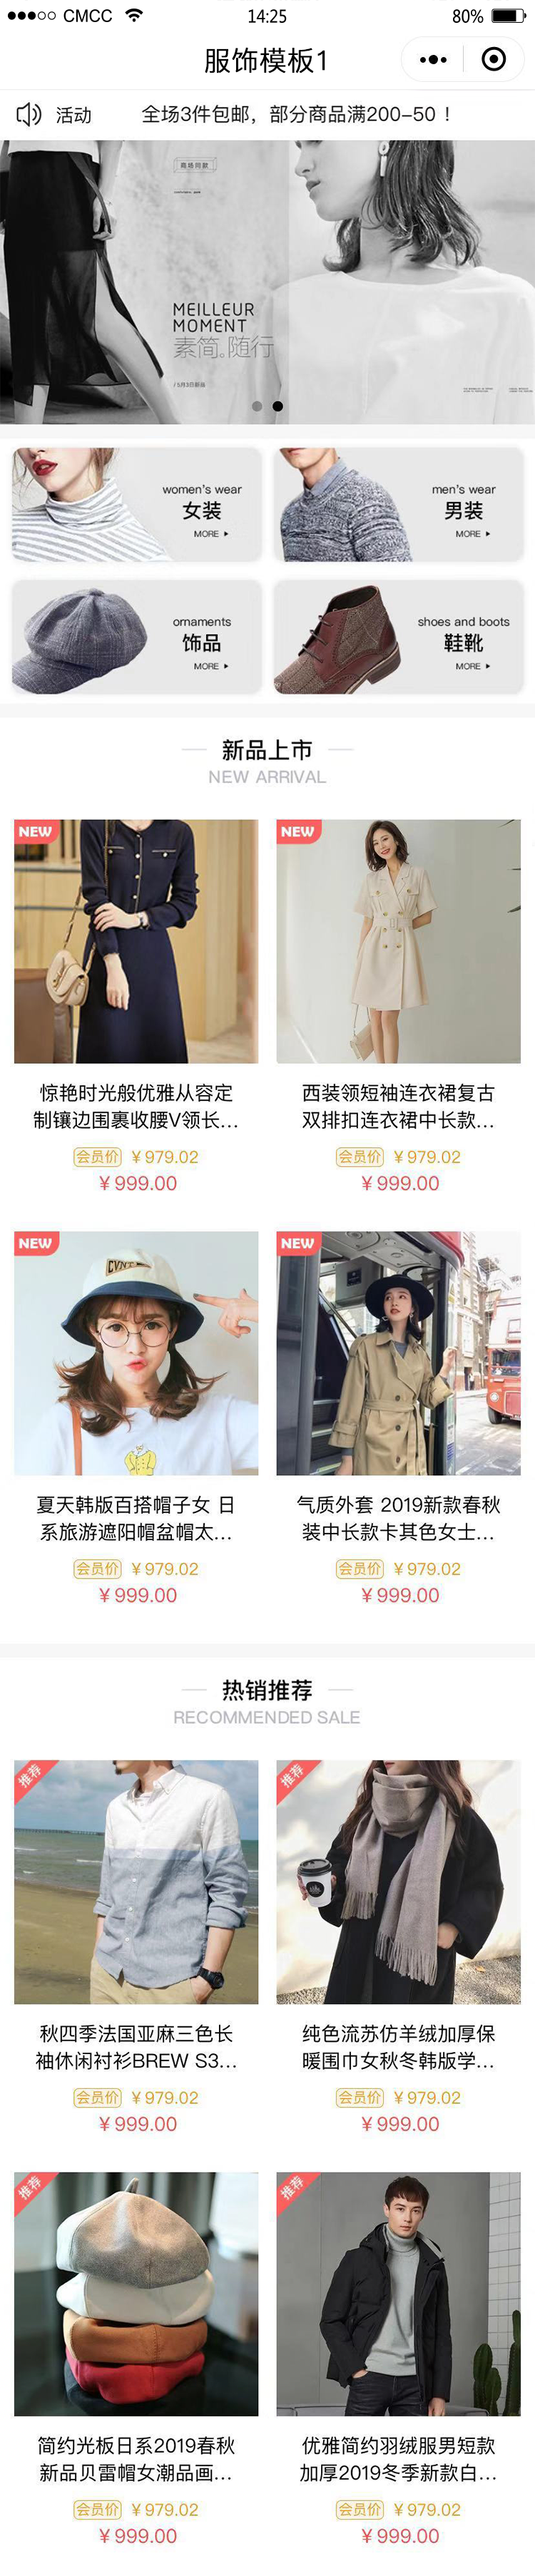 CMCC 14:25 80%
服饰模板1
活动 全场3件包邮，部分商品满200-50！
商场同款
MEILLEUR
MOMENT
素简。随行
/ 5月3日新品
women's wear
女装
MORE ▶
men's wear
男装
MORE ▶
ornaments
饰品
MORE ▶
shoes and boots
鞋靴
MORE ▶
新品上市
NEW ARRIVAL
NEW
惊艳时光般优雅从容定
制镶边围裹收腰V领长...
会员价 ¥979.02
¥999.00
NEW
西装领短袖连衣裙复古
双排扣连衣裙中长款...
会员价 ¥979.02
¥999.00
NEW
夏天韩版百搭帽子女 日
系旅游遮阳帽盆帽太...
会员价 ¥979.02
¥999.00
NEW
气质外套 2019新款春秋
装中长款卡其色女士...
会员价 ¥979.02
¥999.00
热销推荐
RECOMMENDED SALE
推荐
秋四季法国亚麻三色长
袖休闲衬衫BREW S3...
会员价 ¥979.02
¥999.00
推荐
纯色流苏仿羊绒加厚保
暖围巾女秋冬韩版学...
会员价 ¥979.02
¥999.00
推荐
简约光板日系2019春秋
新品贝雷帽女潮品画...
会员价 ¥979.02
¥999.00
推荐
优雅简约羽绒服男短款
加厚2019冬季新款白...
会员价 ¥979.02
¥999.00